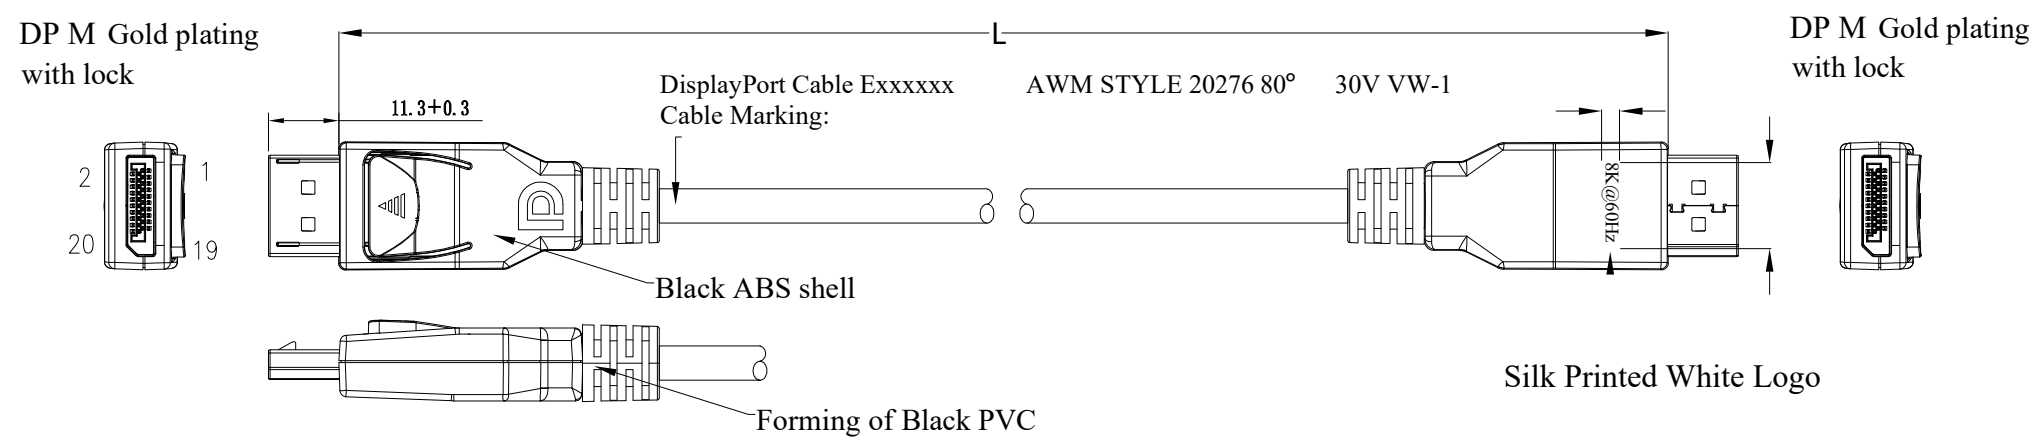 DP M Gold plating
with lock
L
DP M Gold plating
with lock
DisplayPort Cable Exxxxxx AWM STYLE 20276 80° 30V VW-1
Cable Marking:
11.3+0.3
2
1
20
19
8K@60Hz
Black ABS shell
Silk Printed White Logo
Forming of Black PVC